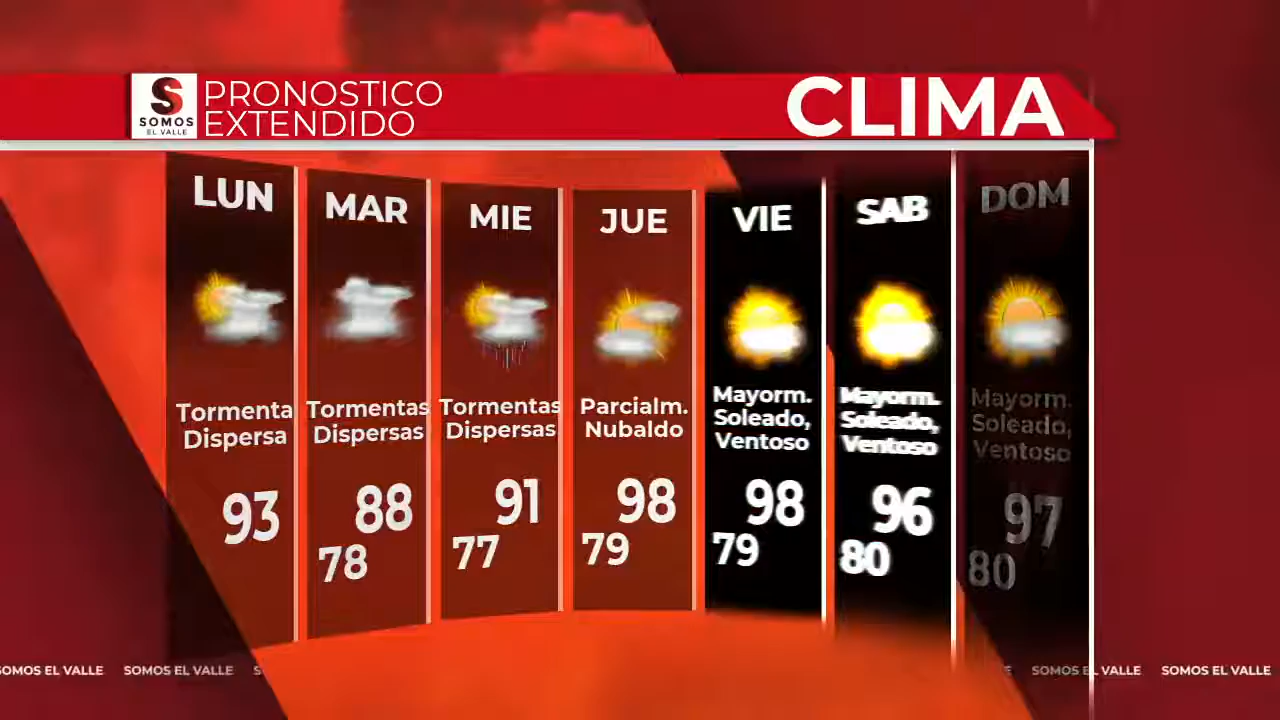 S
SOMOS
EL VALLE
PRONOSTICO
EXTENDIDO
CLIMA
LUN
Tormenta
Dispersa
93
MAR
Tormentas
Dispersas
88
78
MIE
Tormentas
Dispersas
91
77
JUE
Parcialm.
Nubaldo
98
79
VIE
Mayorm.
Soleado,
Ventoso
98
79
SAB
Mayorm.
Soleado,
Ventoso
96
80
DOM
Mayorm.
Soleado,
Ventoso
97
80
SOMOS EL VALLE SOMOS EL VALLE S
E SOMOS EL VALLE SOMOS EL VALLE